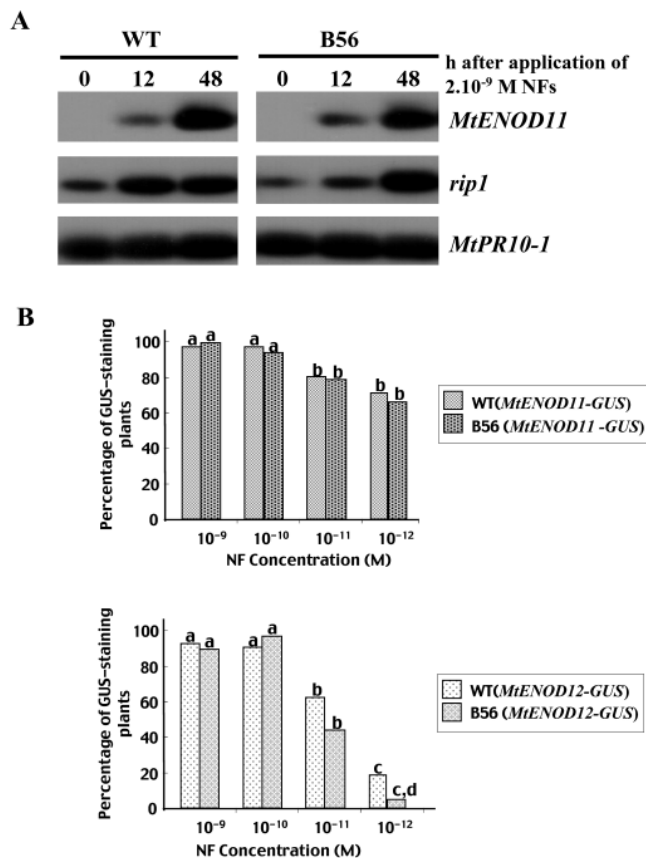 A
WT B56
0 12 48 0 12 48 h after application of
2.10⁻⁹ M NFs
MtENOD11
rip1
MtPR10-1
B
Percentage of GUS–staining
plants
100
80
60
40
20
0
a a a a b b b b
10⁻⁹ 10⁻¹⁰ 10⁻¹¹ 10⁻¹²
NF Concentration (M)
WT(MtENOD11-GUS)
B56 (MtENOD11 -GUS)
Percentage of GUS–staining
plants
100
80
60
40
20
0
a a a a b b c c,d
10⁻⁹ 10⁻¹⁰ 10⁻¹¹ 10⁻¹²
NF Concentration (M)
WT(MtENOD12-GUS)
B56 (MtENOD12-GUS)